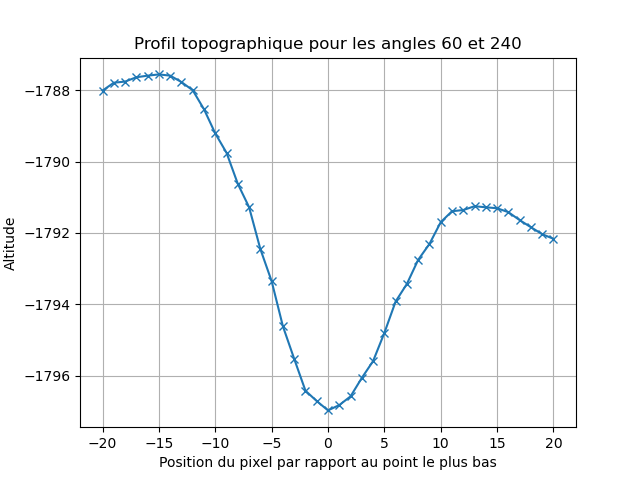 Profil topographique pour les angles 60 et 240
−1788
−1790
−1792
−1794
−1796
Altitude
−20 −15 −10 −5 0 5 10 15 20
Position du pixel par rapport au point le plus bas